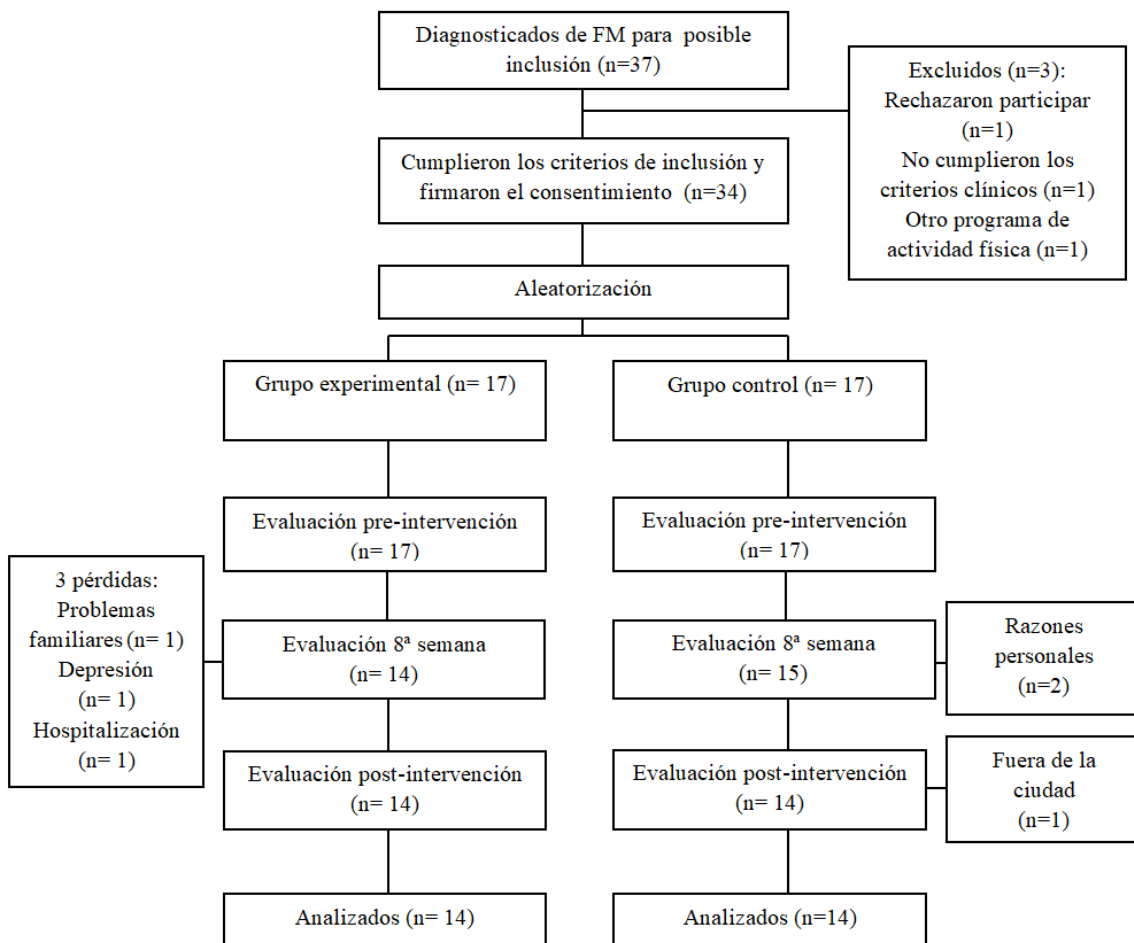 Diagnosticados de FM para posible
inclusión (n=37)
Excluidos (n=3):
Rechazaron participar
(n=1)
No cumplieron los
criterios clínicos (n=1)
Otro programa de
actividad física (n=1)
Cumplieron los criterios de inclusión y
firmaron el consentimiento (n=34)
Aleatorización
Grupo experimental (n= 17)
Grupo control (n= 17)
Evaluación pre-intervención
(n= 17)
Evaluación pre-intervención
(n= 17)
3 pérdidas:
Problemas
familiares (n= 1)
Depresión
(n= 1)
Hospitalización
(n= 1)
Evaluación 8ª semana
(n= 14)
Evaluación 8ª semana
(n= 15)
Razones
personales
(n=2)
Evaluación post-intervención
(n= 14)
Evaluación post-intervención
(n= 14)
Fuera de la
ciudad
(n=1)
Analizados (n= 14)
Analizados (n=14)